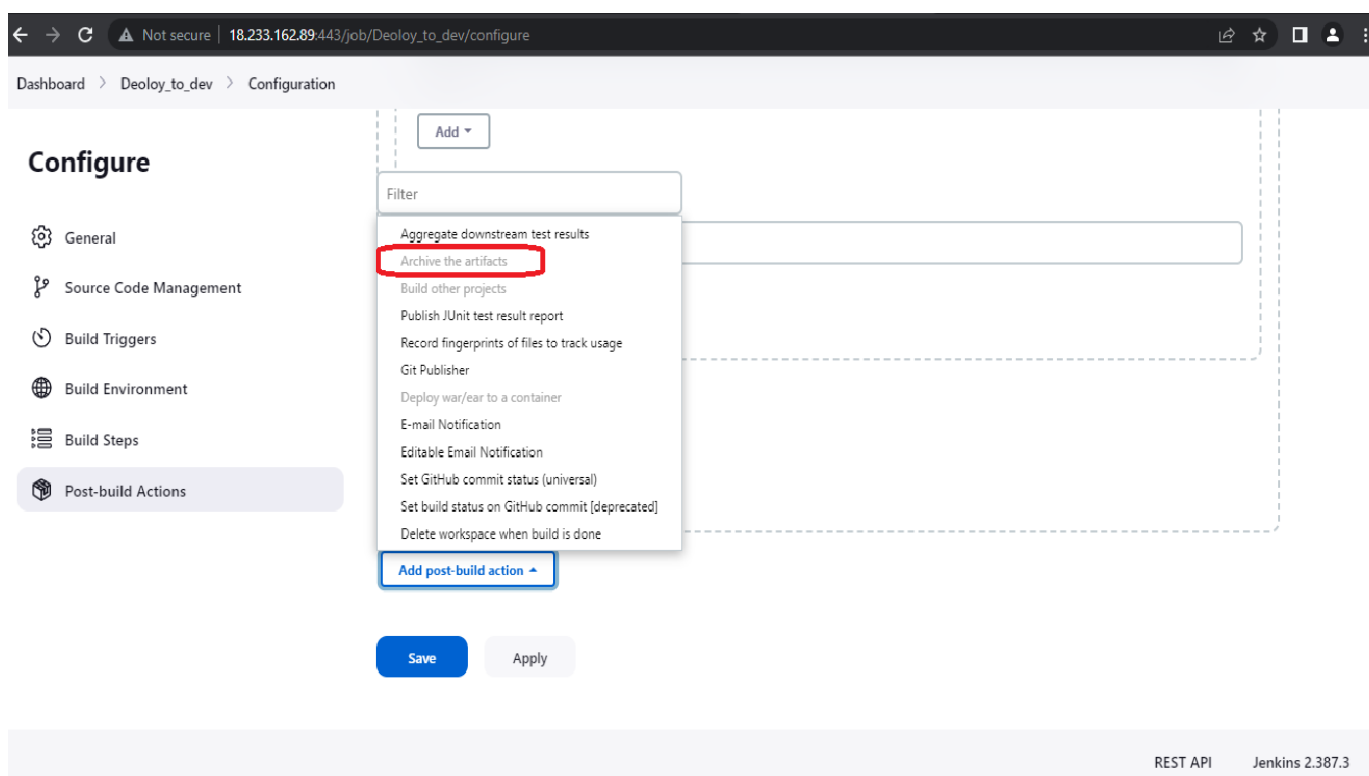 Not secure | 18.233.162.89:443/job/Deoloy_to_dev/configure
Dashboard > Deoloy_to_dev > Configuration
Add
Configure
Filter
General
Aggregate downstream test results
Archive the artifacts
Source Code Management
Build other projects
Publish JUnit test result report
Build Triggers
Record fingerprints of files to track usage
Git Publisher
Build Environment
Deploy war/ear to a container
E-mail Notification
Build Steps
Editable Email Notification
Set GitHub commit status (universal)
Post-build Actions
Set build status on GitHub commit [deprecated]
Delete workspace when build is done
Add post-build action
Save
Apply
REST API
Jenkins 2.387.3